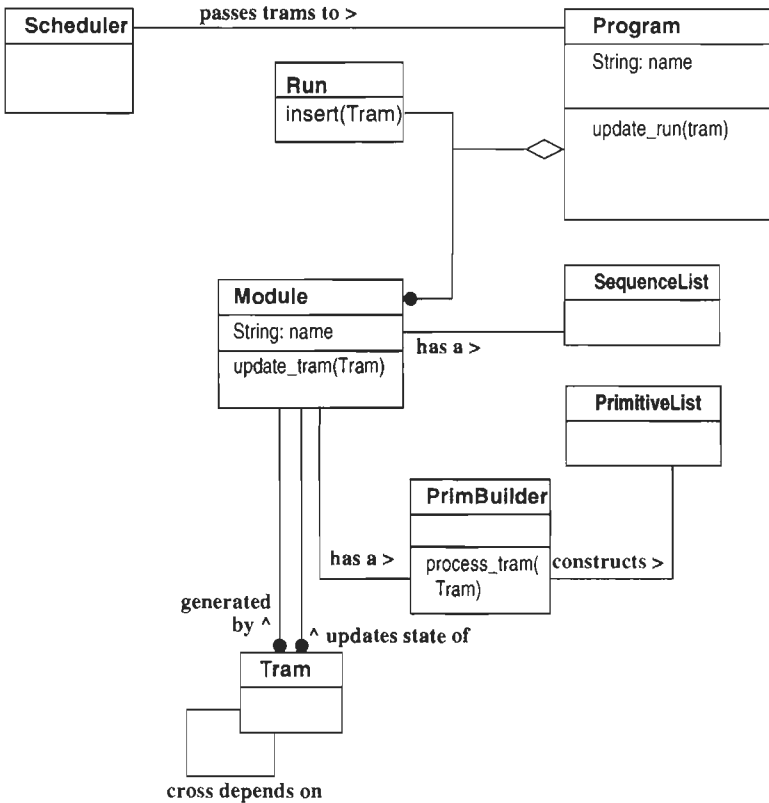 passes trams to >
Scheduler
Program
String: name
update_run(tram)
Run
insert(Tram)
Module
String: name
update_tram(Tram)
SequenceList
has a >
PrimitiveList
PrimBuilder
process_tram(
Tram)
has a >
constructs >
generated
by ^
^ updates state of
Tram
cross depends on